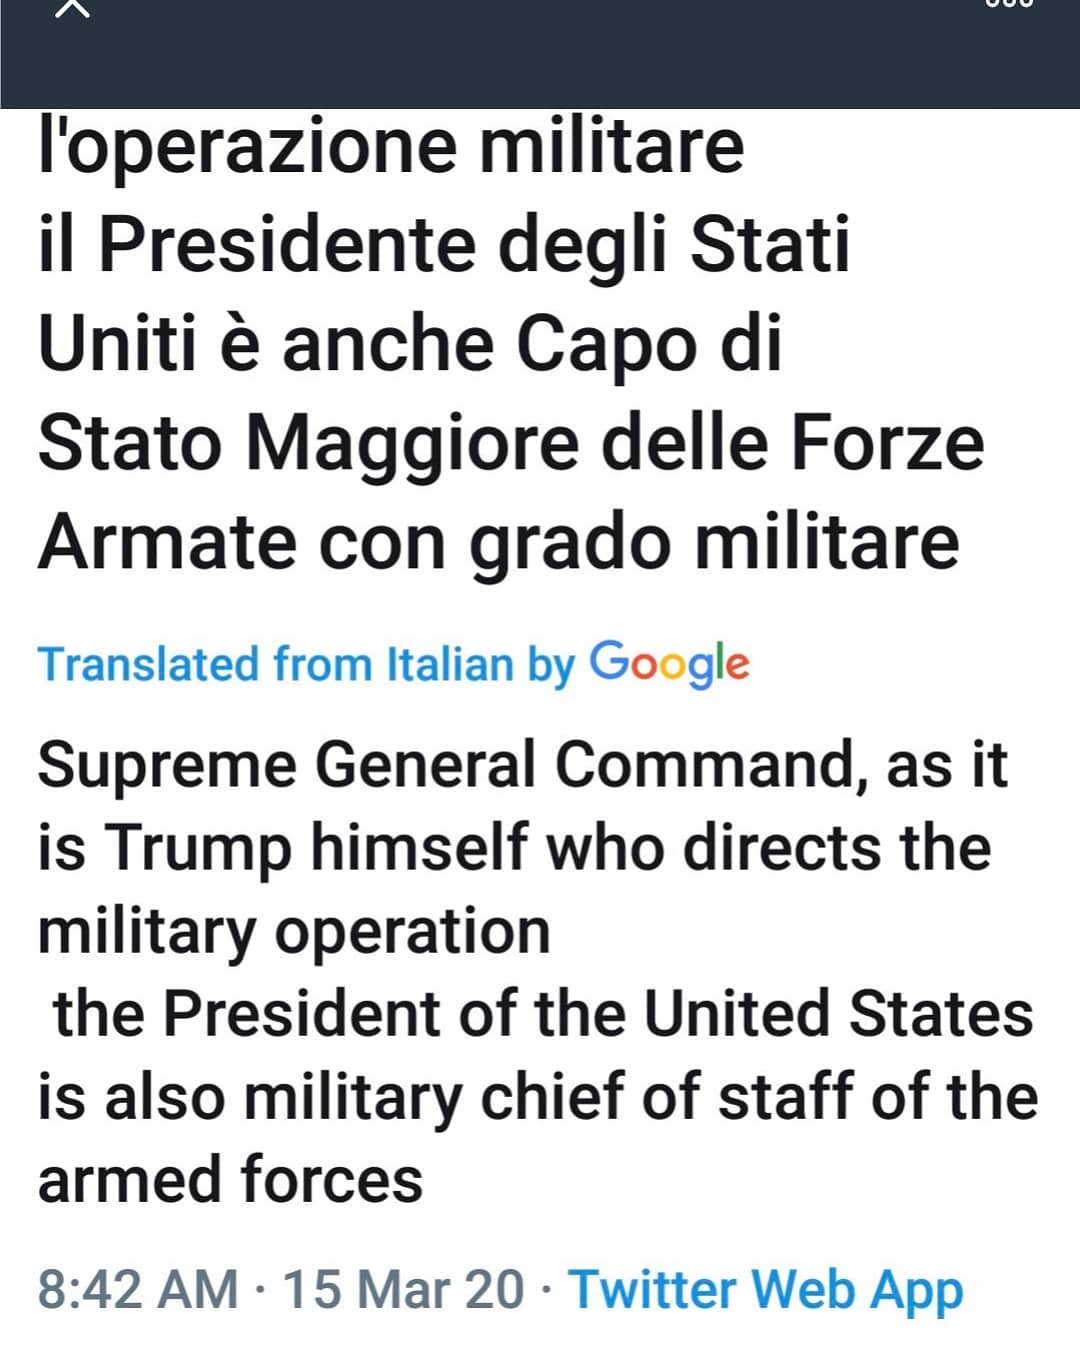 l'operazione militare
il Presidente degli Stati
Uniti è anche Capo di
Stato Maggiore delle Forze
Armate con grado militare
Translated from Italian by Google
Supreme General Command, as it
is Trump himself who directs the
military operation
the President of the United States
is also military chief of staff of the
armed forces
8:42 AM · 15 Mar 20 · Twitter Web App